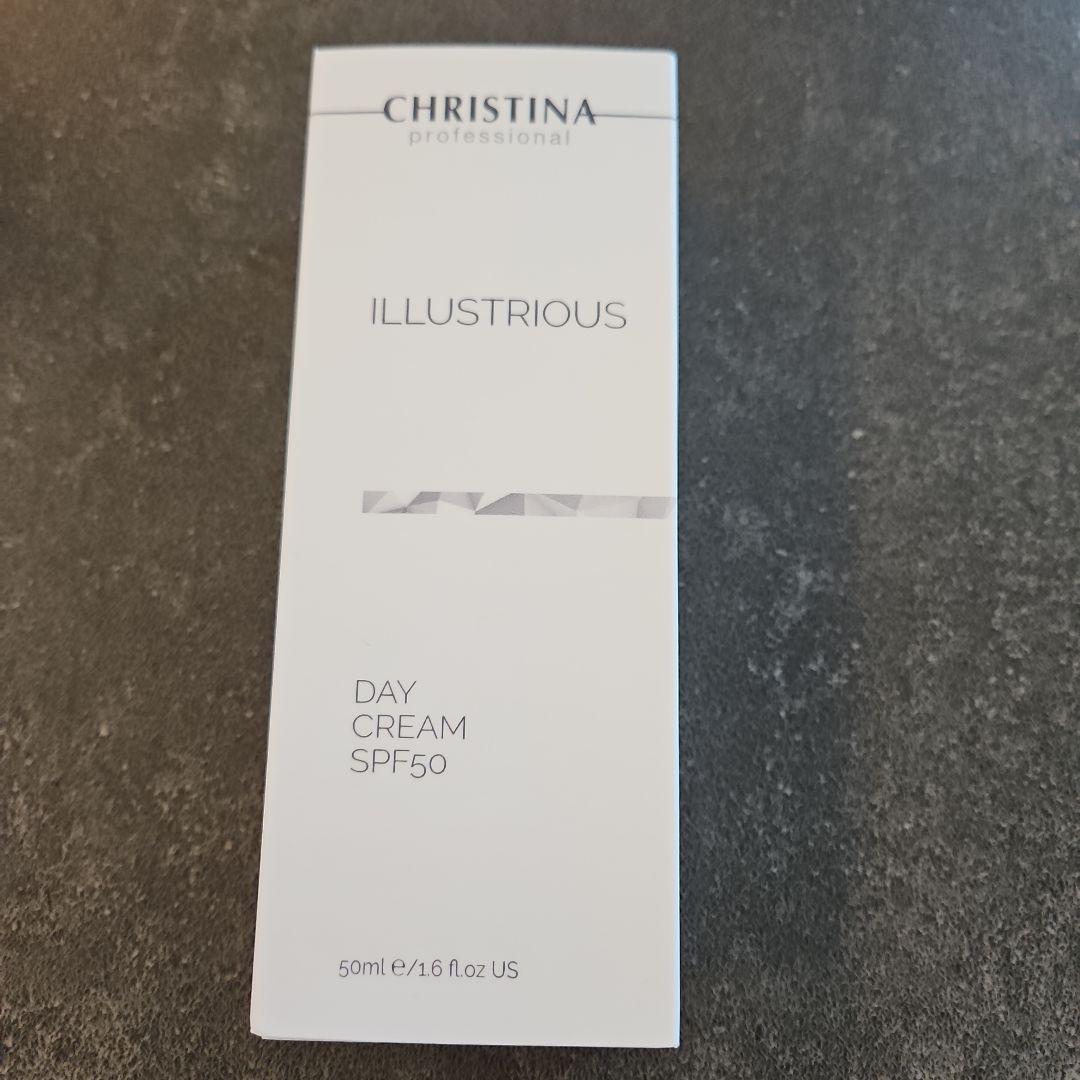 CHRISTINA
professional
ILLUSTRIOUS
DAY
CREAM
SPF50
50ml ℮/1.6 fl.oz US